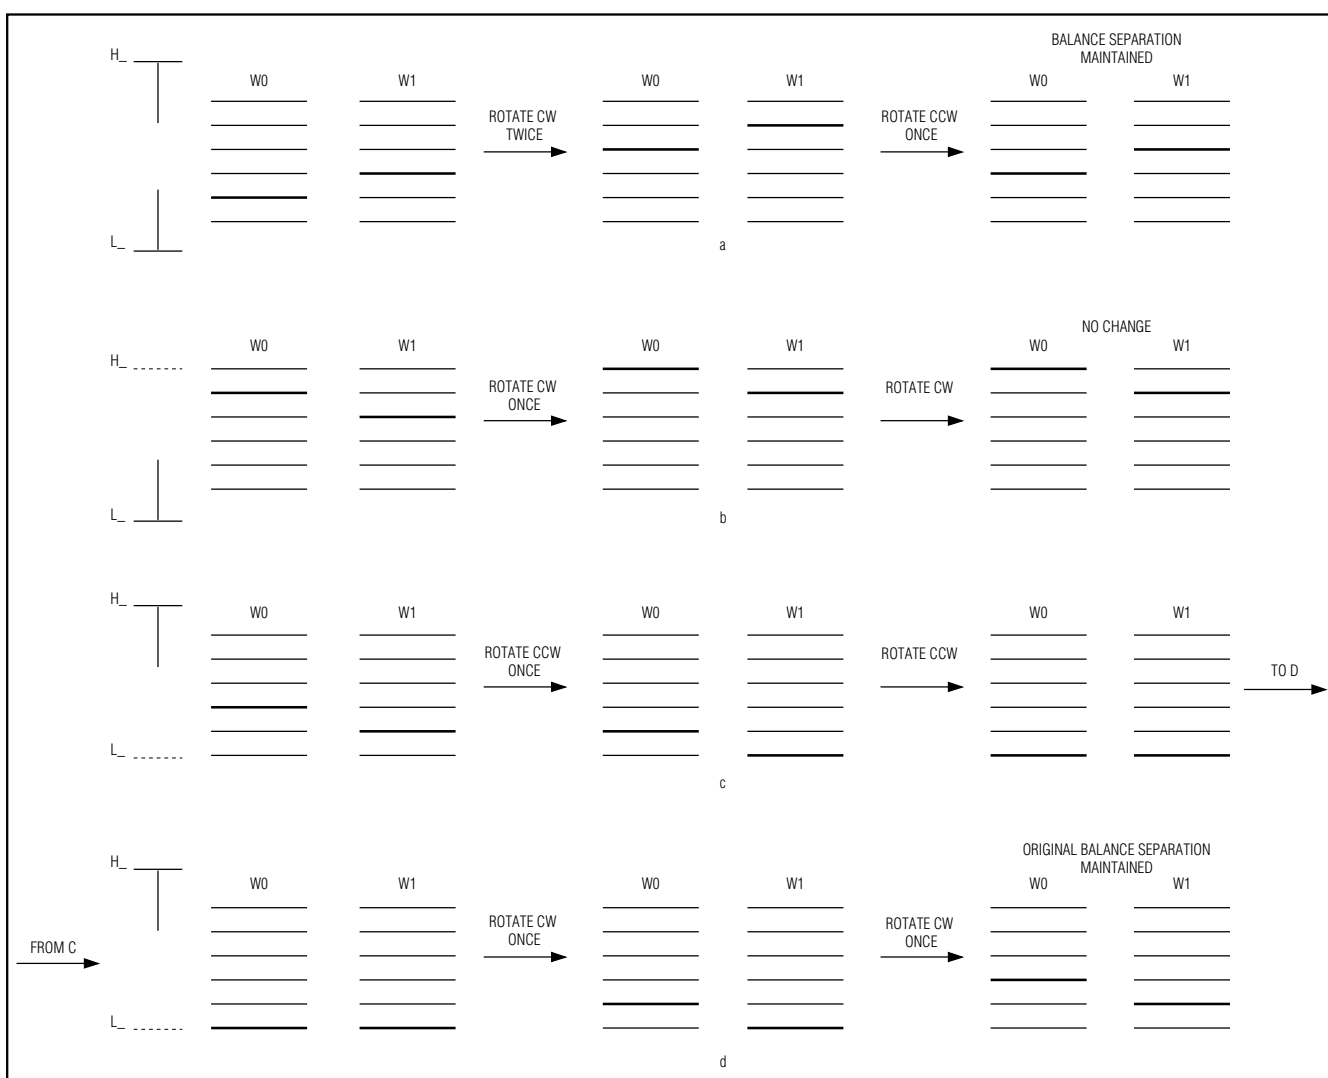 BALANCE SEPARATION
MAINTAINED
H_
W0
W1
ROTATE CW
TWICE
W0
W1
ROTATE CCW
ONCE
W0
W1
L_
a
NO CHANGE
H_
W0
W1
ROTATE CW
ONCE
W0
W1
ROTATE CW
W0
W1
L_
b
H_
W0
W1
ROTATE CCW
ONCE
W0
W1
ROTATE CCW
W0
W1
TO D
L_
c
ORIGINAL BALANCE SEPARATION
MAINTAINED
H_
W0
W1
ROTATE CW
ONCE
W0
W1
ROTATE CW
ONCE
W0
W1
FROM C
L_
d